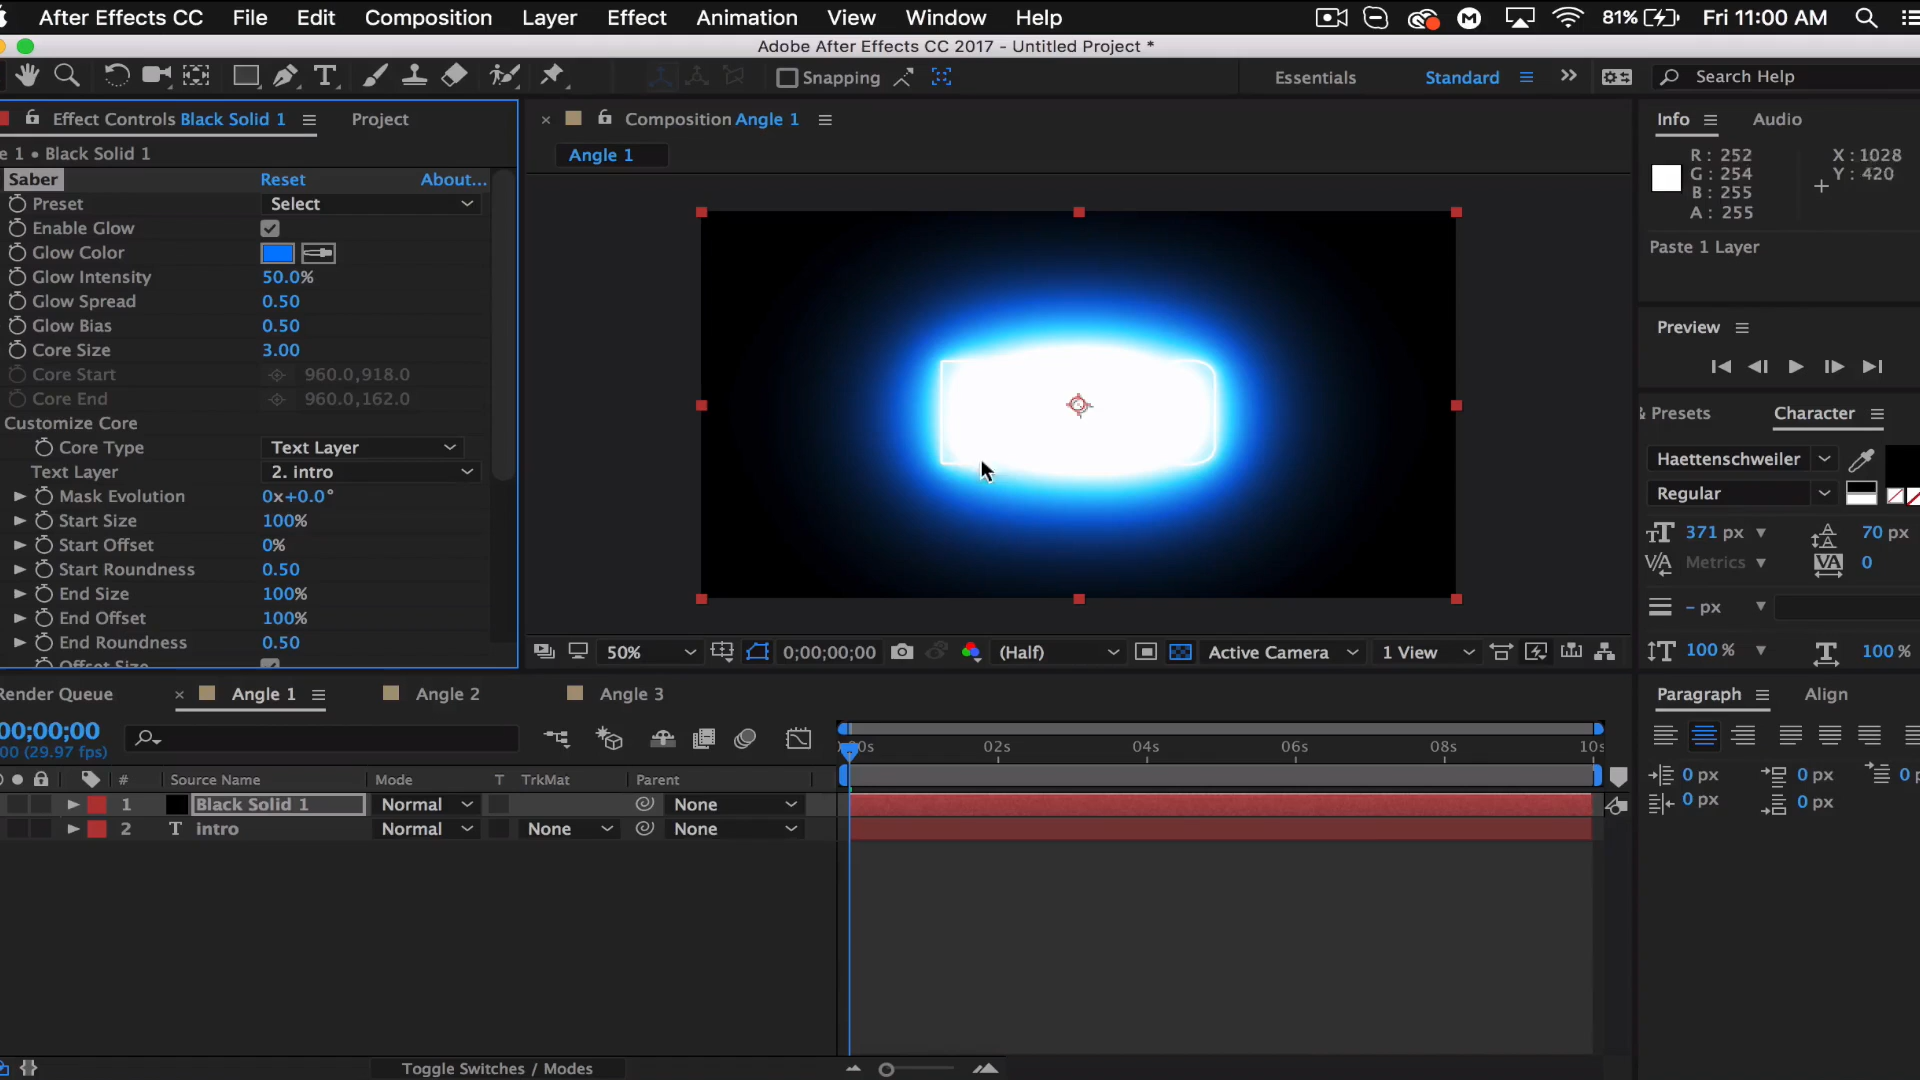 After Effects CC File Edit Composition Layer Effect Animation View Window Help 81% Fri 11:00 AM
Adobe After Effects CC 2017 - Untitled Project *
Snapping Essentials Standard Search Help
Effect Controls Black Solid 1 Project
e 1 • Black Solid 1
Saber Reset About...
Preset Select
Enable Glow
Glow Color
Glow Intensity 50.0%
Glow Spread 0.50
Glow Bias 0.50
Core Size 3.00
Core Start 960.0,918.0
Core End 960.0,162.0
Customize Core
Core Type Text Layer
Text Layer 2. intro
Mask Evolution 0x+0.0°
Start Size 100%
Start Offset 0%
Start Roundness 0.50
End Size 100%
End Offset 100%
End Roundness 0.50
Offset Size
Composition Angle 1
Angle 1
50% 0;00;00;00 (Half) Active Camera 1 View
Info Audio
R: 252 X: 1028
G: 254 Y: 420
B: 255
A: 255
Paste 1 Layer
Preview
& Presets Character
Haettenschweiler
Regular
371 px 70 px
Metrics 0
- px
100 % 100 %
Paragraph Align
0 px 0 px 0 p
0 px 0 px
Render Queue Angle 1 Angle 2 Angle 3
00;00;00
00 (29.97 fps)
:00s 02s 04s 06s 08s 10s
# Source Name Mode T TrkMat Parent
1 Black Solid 1 Normal None
2 T intro Normal None None
Toggle Switches / Modes